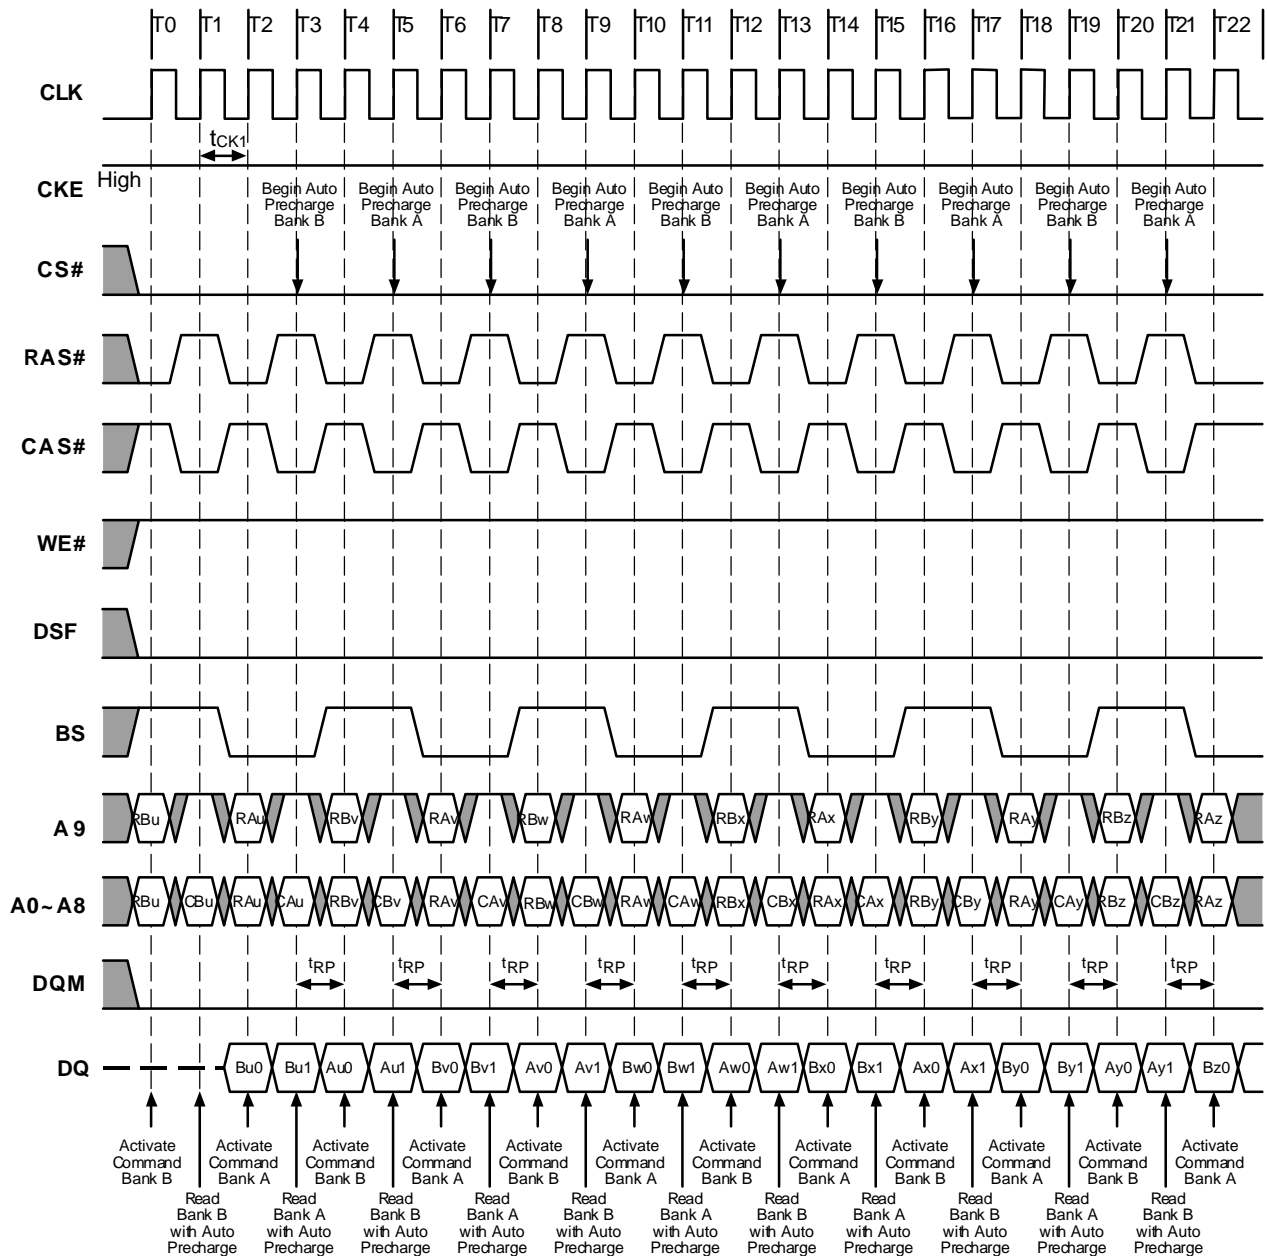 T0 T1 T2 T3 T4 T5 T6 T7 T8 T9 T10 T11 T12 T13 T14 T15 T16 T17 T18 T19 T20 T21 T22
CLK
tCK1
High
CKE
Begin Auto Begin Auto Begin Auto Begin Auto Begin Auto Begin Auto Begin Auto Begin Auto Begin Auto Begin Auto
Precharge Precharge Precharge Precharge Precharge Precharge Precharge Precharge Precharge Precharge
Bank B Bank A Bank B Bank A Bank B Bank A Bank B Bank A Bank B Bank A
CS#
RAS#
CAS#
WE#
DSF
BS
A9 RBu RAu RBv RAv RBw RAw RBx RAx RBy RAy RBz RAz
A0~A8 RBu CBu RAu CAu RBv CBv RAv CAv RBw CBw RAw CAw RBx CBx RAx CAx RBy CBy RAy CAy RBz CBz RAz
tRP tRP tRP tRP tRP tRP tRP tRP tRP tRP
DQM
DQ Bu0 Bu1 Au0 Au1 Bv0 Bv1 Av0 Av1 Bw0 Bw1 Aw0 Aw1 Bx0 Bx1 Ax0 Ax1 By0 By1 Ay0 Ay1 Bz0
Activate Activate Activate Activate Activate Activate Activate Activate Activate Activate Activate Activate
Command Command Command Command Command Command Command Command Command Command Command Command
Bank B Bank A Bank B Bank A Bank B Bank A Bank B Bank A Bank B Bank A Bank B Bank A
Read Read Read Read Read Read Read Read Read Read Read
Bank B Bank A Bank B Bank A Bank B Bank A Bank B Bank A Bank B Bank A Bank B
with Auto with Auto with Auto with Auto with Auto with Auto with Auto with Auto with Auto with Auto with Auto
Precharge Precharge Precharge Precharge Precharge Precharge Precharge Precharge Precharge Precharge Precharge